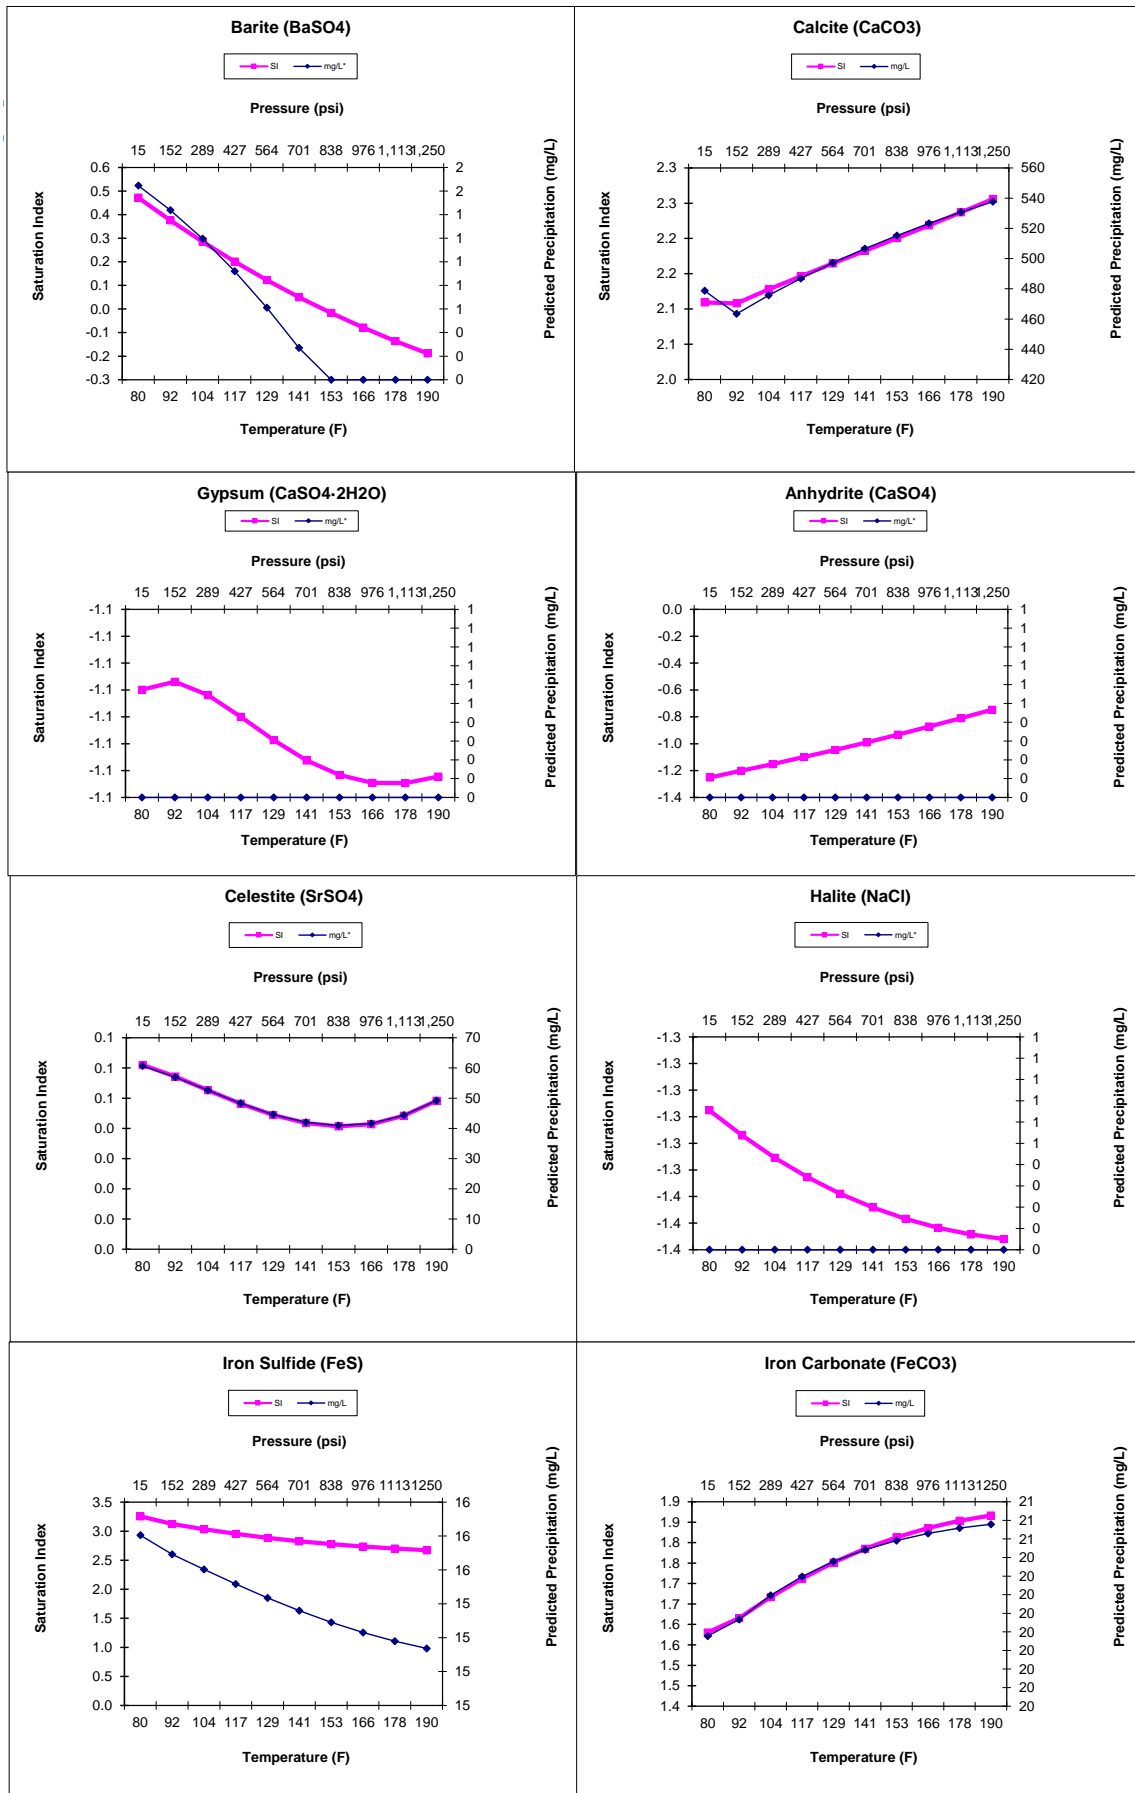 Barite (BaSO4)
SI mg/L*
Pressure (psi)
15 152 289 427 564 701 838 976 1,113 1,250
Saturation Index
0.6
0.5
0.4
0.3
0.2
0.0
-0.1
-0.2
-0.3
2
2
1
1
1
1
1
0
0
0
Predicted Precipitation (mg/L)
80 92 104 117 129 141 153 166 178 190
Temperature (F)
Calcite (CaCO3)
SI mg/L
Pressure (psi)
15 152 289 427 564 701 838 976 1,113 1,250
Saturation Index
2.3
2.3
2.2
2.2
2.1
2.1
2.0
560
540
520
500
480
460
440
420
Predicted Precipitation (mg/L)
80 92 104 117 129 141 153 166 178 190
Temperature (F)
Gypsum (CaSO4·2H2O)
SI mg/L*
Pressure (psi)
15 152 289 427 564 701 838 976 1,113 1,250
Saturation Index
-1.1
-1.1
-1.1
-1.1
-1.1
-1.1
-1.1
-1.1
1
1
1
1
1
1
0
0
0
0
0
Predicted Precipitation (mg/L)
80 92 104 117 129 141 153 166 178 190
Temperature (F)
Anhydrite (CaSO4)
SI mg/L*
Pressure (psi)
15 152 289 427 564 701 838 976 1,113 1,250
Saturation Index
0.0
-0.2
-0.4
-0.6
-0.8
-1.0
-1.2
-1.4
1
1
1
1
1
1
0
0
0
0
0
Predicted Precipitation (mg/L)
80 92 104 117 129 141 153 166 178 190
Temperature (F)
Celestite (SrSO4)
SI mg/L*
Pressure (psi)
15 152 289 427 564 701 838 976 1,113 1,250
Saturation Index
0.1
0.1
0.1
0.0
0.0
0.0
0.0
0.0
70
60
50
40
30
20
10
0
Predicted Precipitation (mg/L)
80 92 104 117 129 141 153 166 178 190
Temperature (F)
Halite (NaCl)
SI mg/L*
Pressure (psi)
15 152 289 427 564 701 838 976 1,113 1,250
Saturation Index
-1.3
-1.3
-1.3
-1.3
-1.3
-1.3
-1.4
-1.4
-1.4
1
1
1
1
1
1
0
0
0
0
0
Predicted Precipitation (mg/L)
80 92 104 117 129 141 153 166 178 190
Temperature (F)
Iron Sulfide (FeS)
SI mg/L
Pressure (psi)
15 152 289 427 564 701 838 976 1113 1250
Saturation Index
3.5
3.0
2.5
2.0
1.5
1.0
0.5
0.0
16
16
16
15
15
15
15
Predicted Precipitation (mg/L)
80 92 104 117 129 141 153 166 178 190
Temperature (F)
Iron Carbonate (FeCO3)
SI mg/L
Pressure (psi)
15 152 289 427 564 701 838 976 1113 1250
Saturation Index
1.9
1.9
1.8
1.8
1.7
1.7
1.6
1.6
1.5
1.5
1.4
21
21
21
20
20
20
20
20
20
20
20
20
Predicted Precipitation (mg/L)
80 92 104 117 129 141 153 166 178 190
Temperature (F)